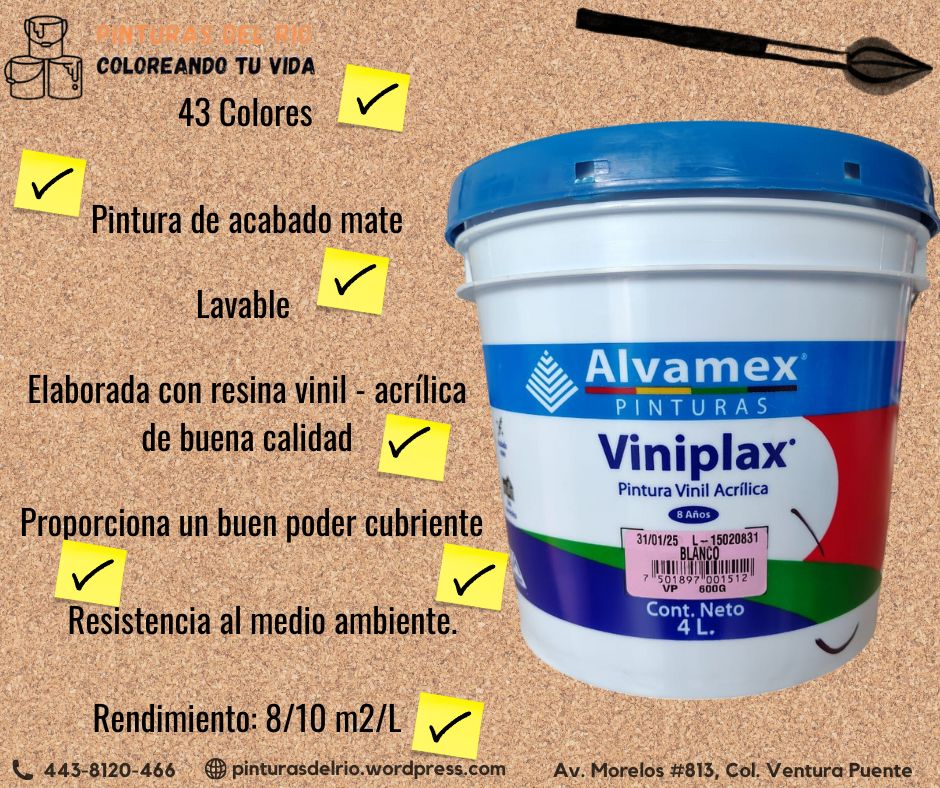 PINTURAS DEL RIO
COLOREANDO TU VIDA
43 Colores
Pintura de acabado mate
Lavable
Elaborada con resina vinil - acrílica
de buena calidad
Proporciona un buen poder cubriente
Resistencia al medio ambiente.
Rendimiento: 8/10 m2/L
Alvamex®
PINTURAS
Viniplax
Pintura Vinil Acrílica
8 Años
31/01/25 L-15020831
BLANCO
7 501897 001512
VP 600G
Cont. Neto
4 L.
443-8120-466
pinturasdelrio.wordpress.com
Av. Morelos #813, Col. Ventura Puente